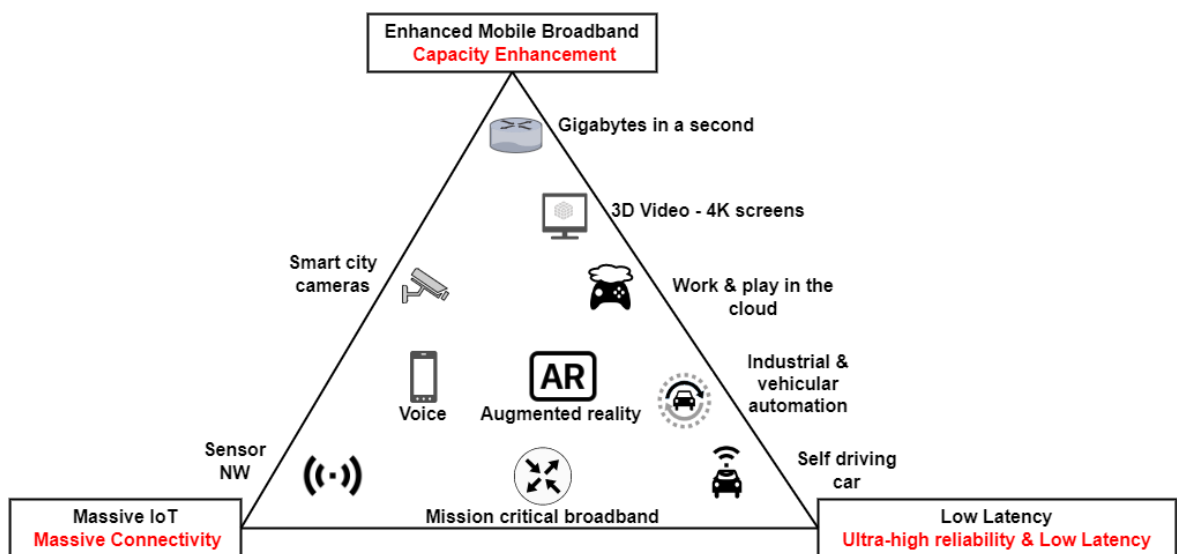 Enhanced Mobile Broadband
Capacity Enhancement
Gigabytes in a second
3D Video - 4K screens
Smart city
cameras
Work & play in the
cloud
Industrial &
vehicular
automation
AR
Voice
Augmented reality
Sensor
NW
Self driving
car
Mission critical broadband
Massive IoT
Massive Connectivity
Low Latency
Ultra-high reliability & Low Latency